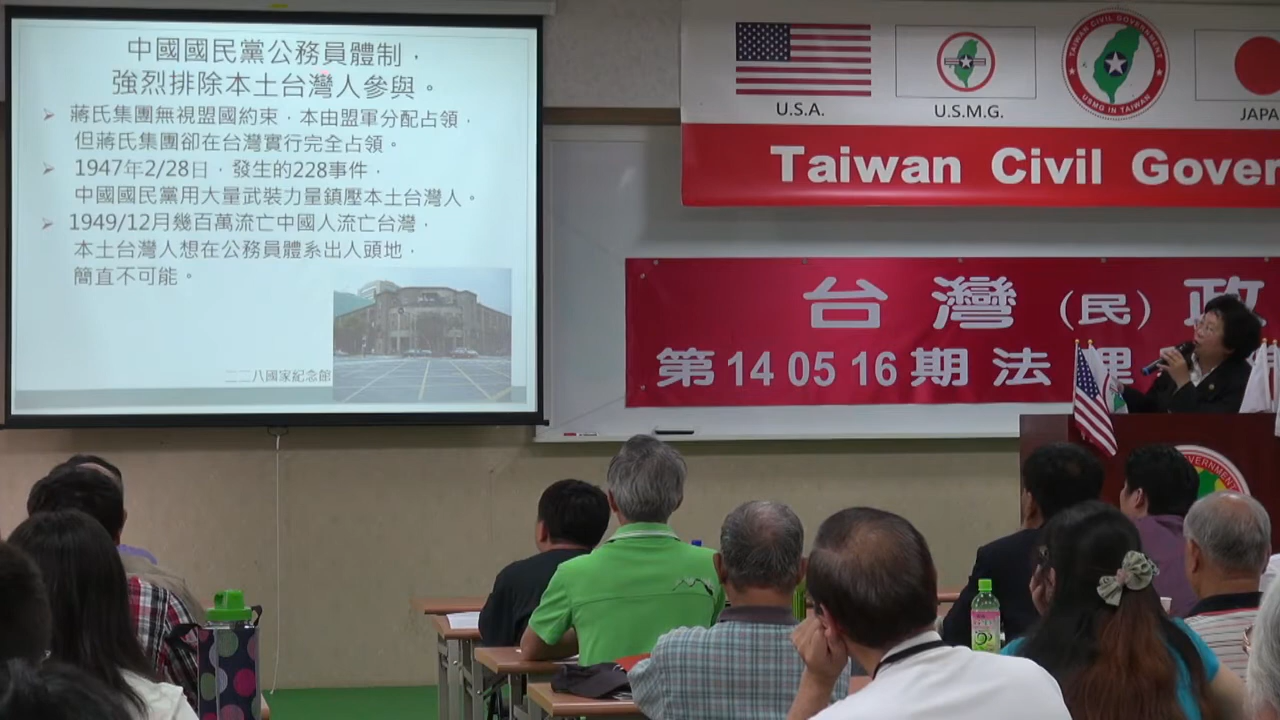 中國國民黨公務員體制，
強烈排除本土台灣人參與。
➢ 蔣氏集團無視盟國約束，本由盟軍分配占領，
但蔣氏集團卻在台灣實行完全占領。
➢ 1947年2/28日，發生的228事件，
中國國民黨用大量武裝力量鎮壓本土台灣人。
➢ 1949/12月幾百萬流亡中國人流亡台灣，
本土台灣人想在公務員體系出人頭地，
簡直不可能。
二二八國家紀念館
U.S.A.
U.S.M.G.
TAIWAN CIVIL GOVERNMENT
USMG IN TAIWAN
JAPA
Taiwan Civil Gover
台灣(民)政
第140516期法理